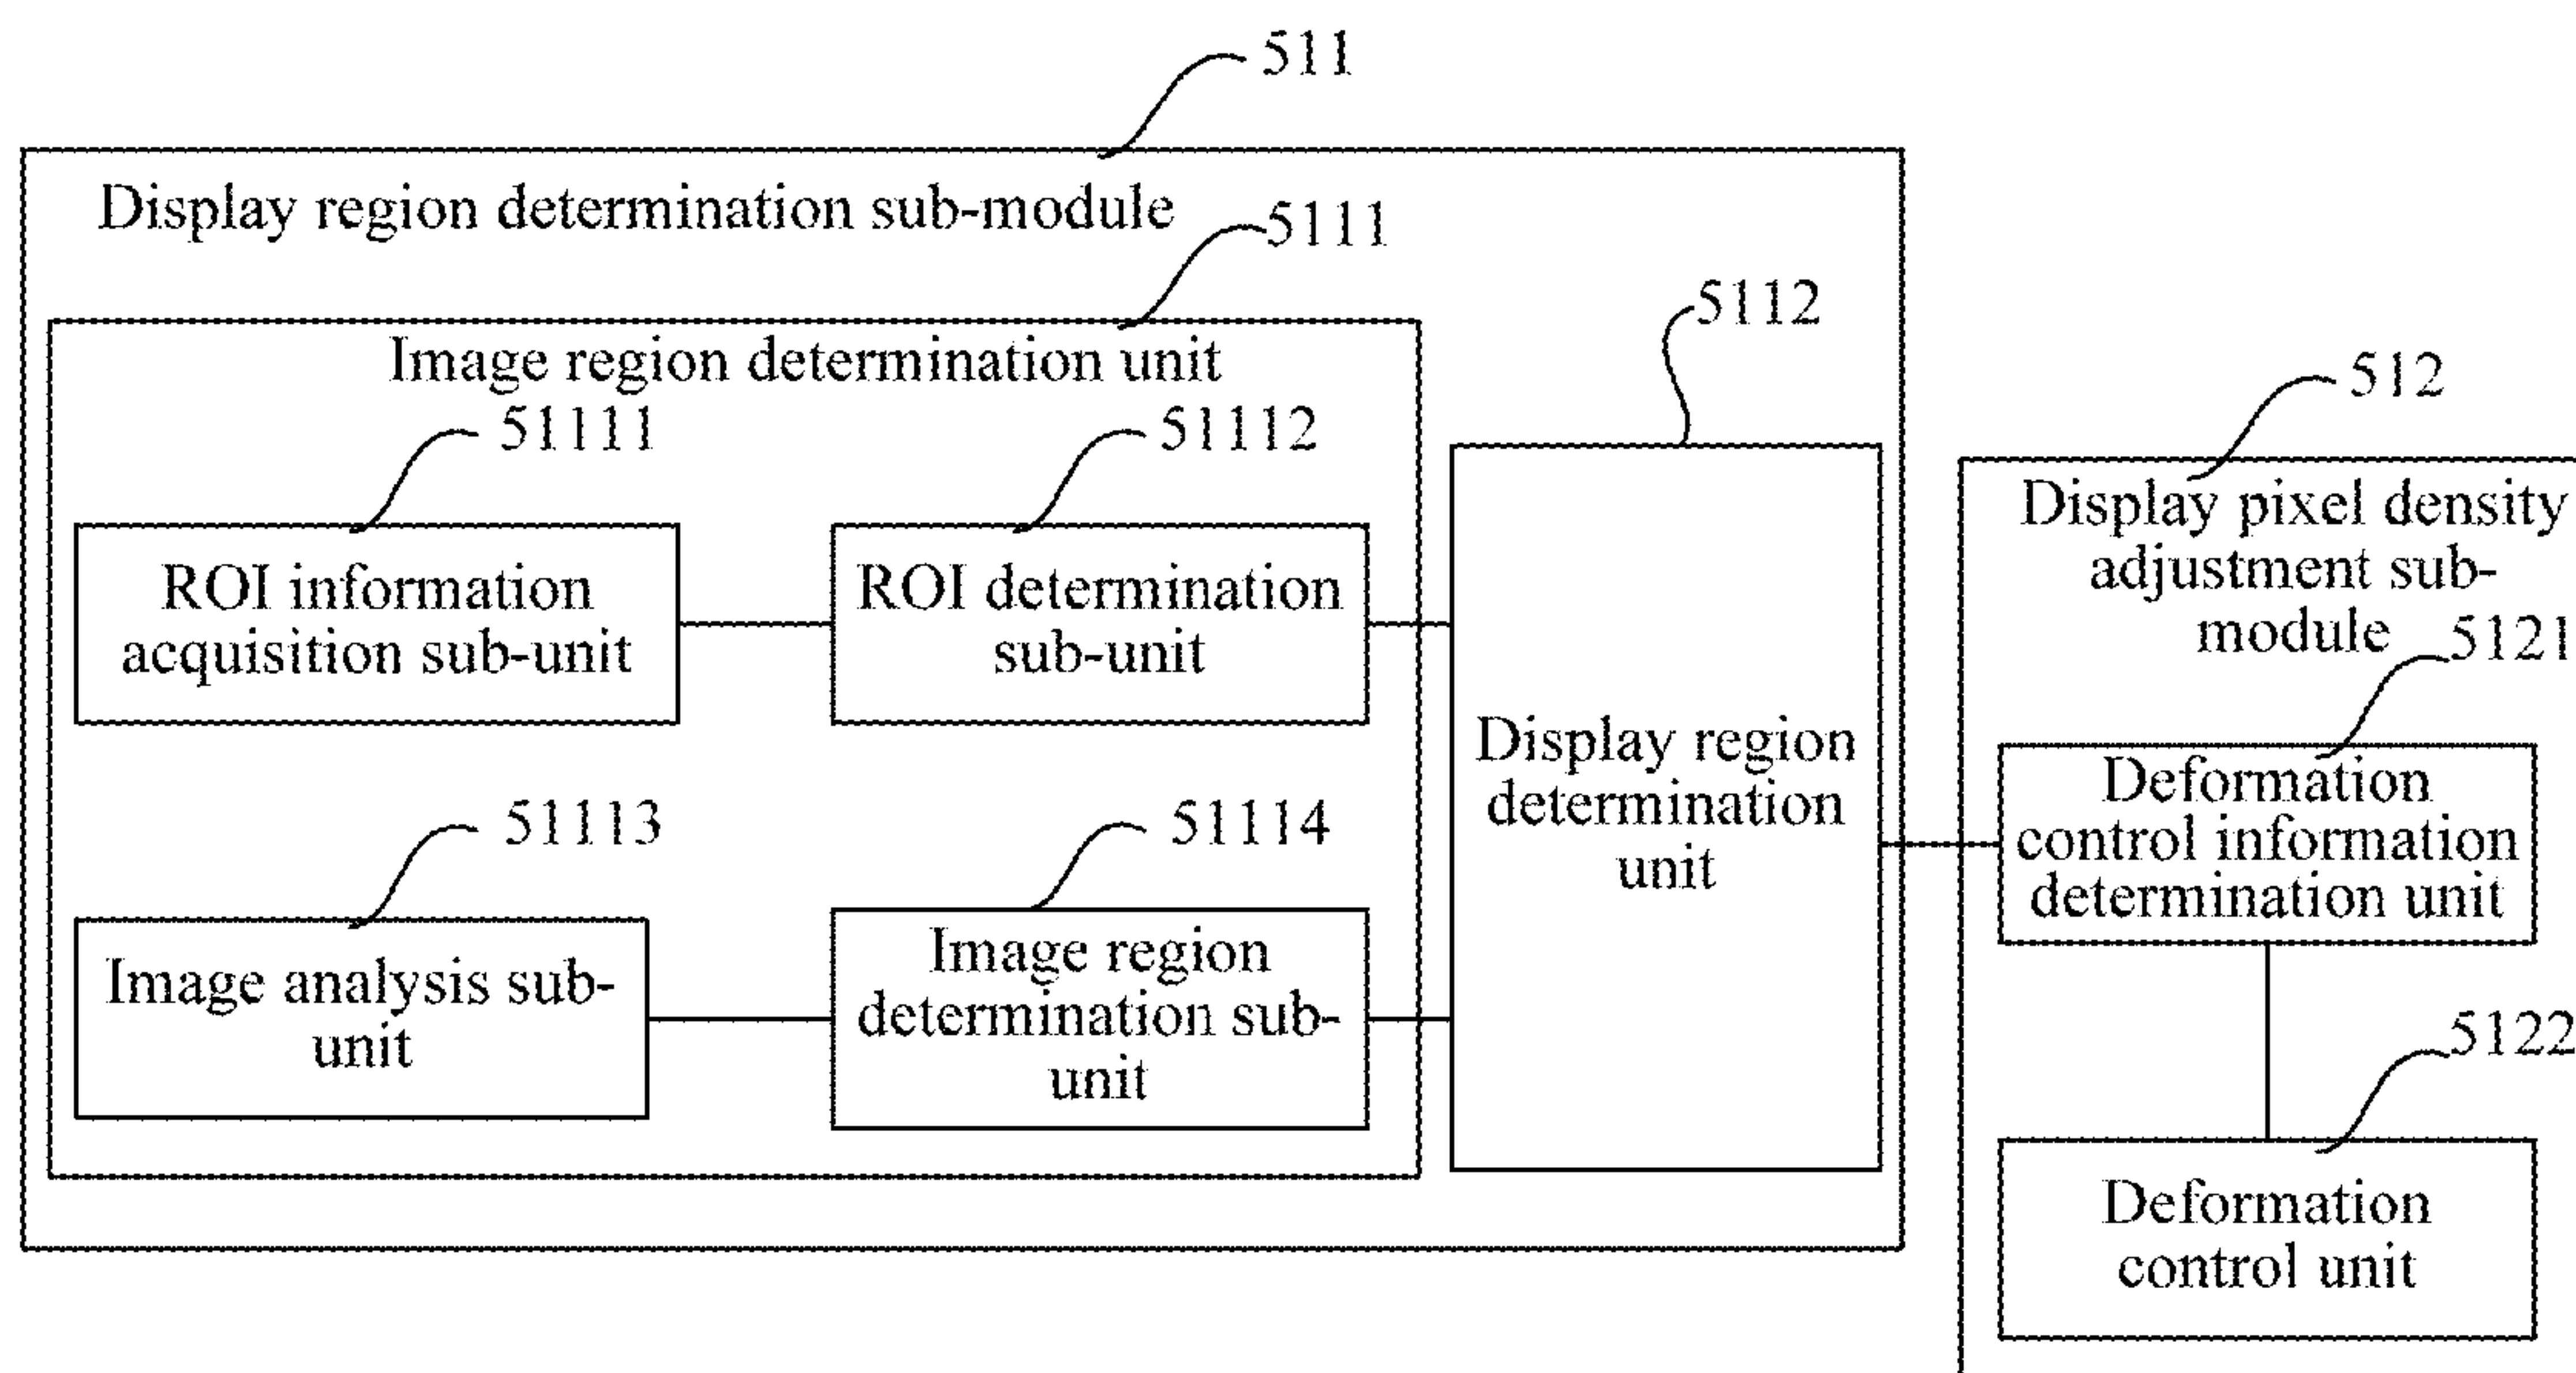 511
Display region determination sub-module
5111
5112
Image region determination unit
512
51111
51112
Display pixel density
adjustment sub-
module
ROI information
acquisition sub-unit
ROI determination
sub-unit
5121
Display region
determination
unit
Deformation
control information
determination unit
51113
51114
Image analysis sub-
unit
Image region
determination sub-
unit
5122
Deformation
control unit